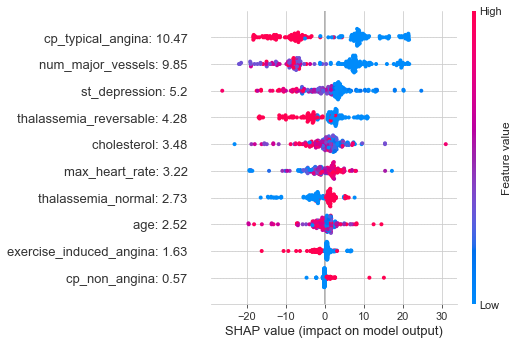 High
cp_typical_angina: 10.47
num_major_vessels: 9.85
st_depression: 5.2
thalassemia_reversable: 4.28
cholesterol: 3.48
max_heart_rate: 3.22
thalassemia_normal: 2.73
age: 2.52
exercise_induced_angina: 1.63
cp_non_angina: 0.57
Feature value
Low
−20 −10 0 10 20 30
SHAP value (impact on model output)